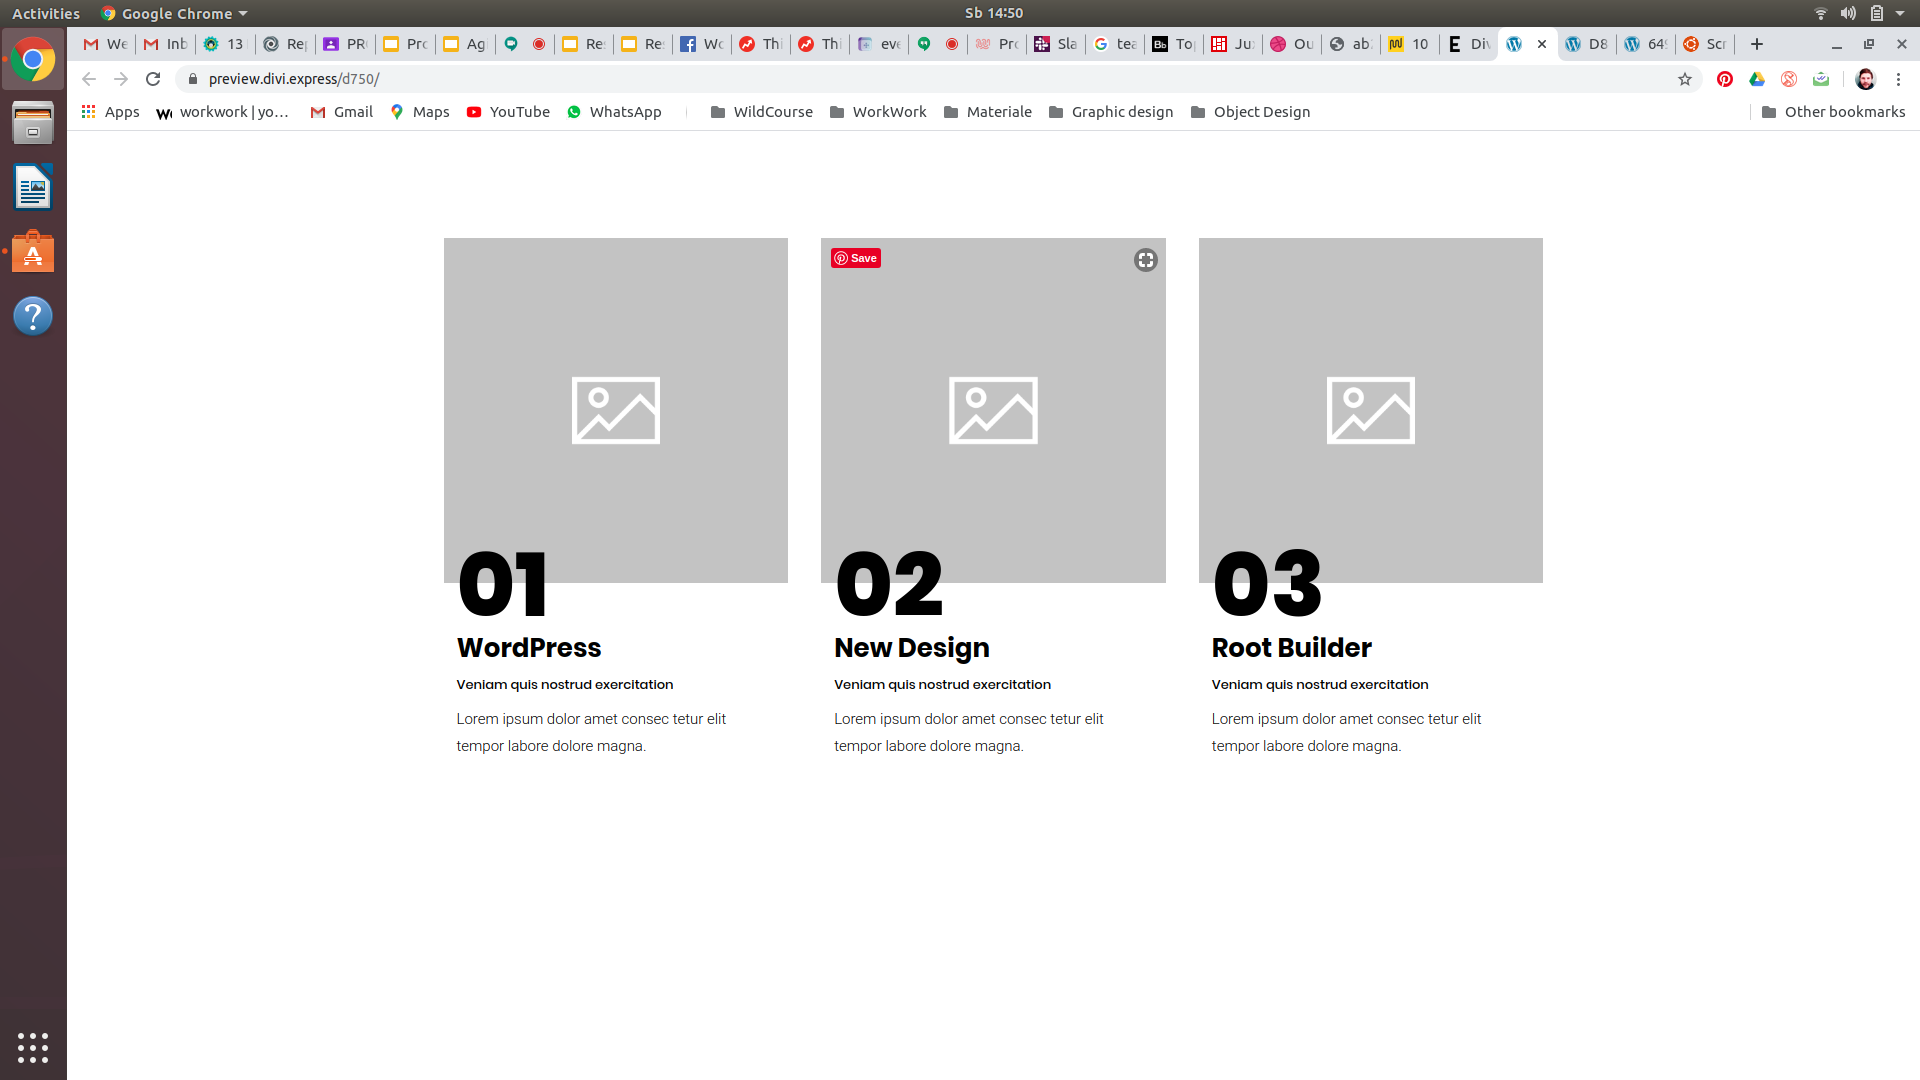 Activities Google Chrome Sb 14:50
We Inb 13 Re PR Pro Ag Re Re Wo Thi Thi eve Pro Sla tea To Ju Ou ab 10 Div D8 649 Scr
preview.divi.express/d750/
Apps workwork | yo... Gmail Maps YouTube WhatsApp WildCourse WorkWork Materiale Graphic design Object Design Other bookmarks
Save
01
WordPress
Veniam quis nostrud exercitation
Lorem ipsum dolor amet consec tetur elit
tempor labore dolore magna.
02
New Design
Veniam quis nostrud exercitation
Lorem ipsum dolor amet consec tetur elit
tempor labore dolore magna.
03
Root Builder
Veniam quis nostrud exercitation
Lorem ipsum dolor amet consec tetur elit
tempor labore dolore magna.